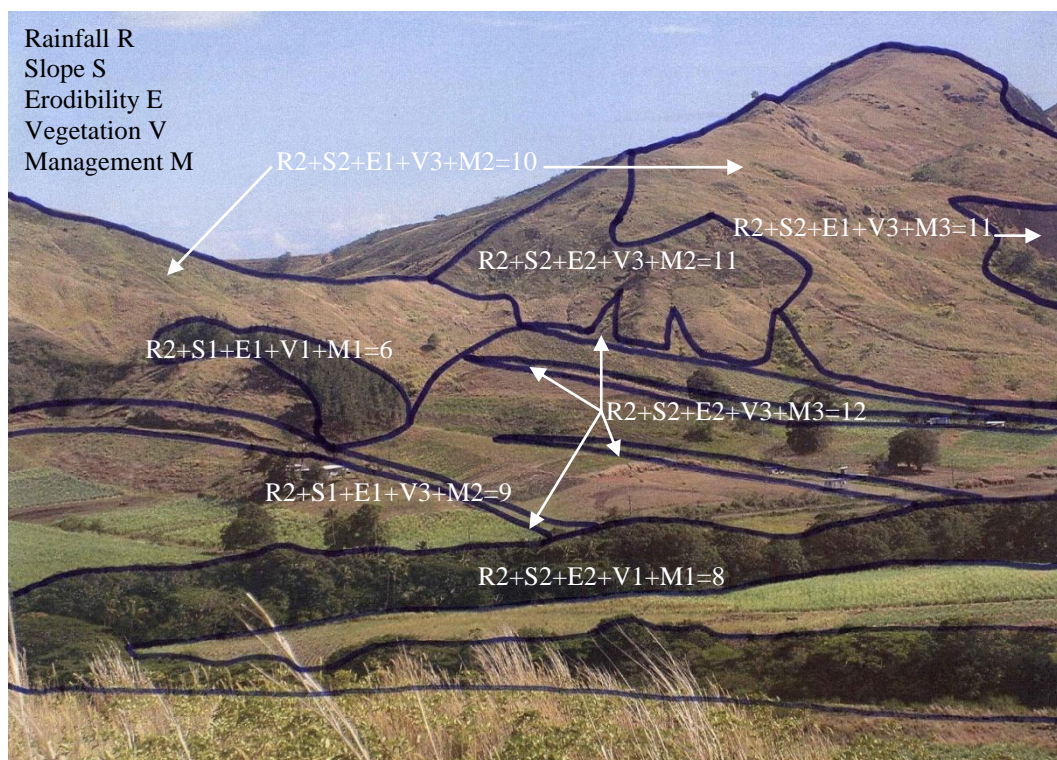 Rainfall R
Slope S
Erodibility E
Vegetation V
Management M
R2+S2+E1+V3+M2=10
R2+S2+E1+V3+M3=11
R2+S2+E2+V3+M2=11
R2+S1+E1+V1+M1=6
R2+S2+E2+V3+M3=12
R2+S1+E1+V3+M2=9
R2+S2+E2+V1+M1=8